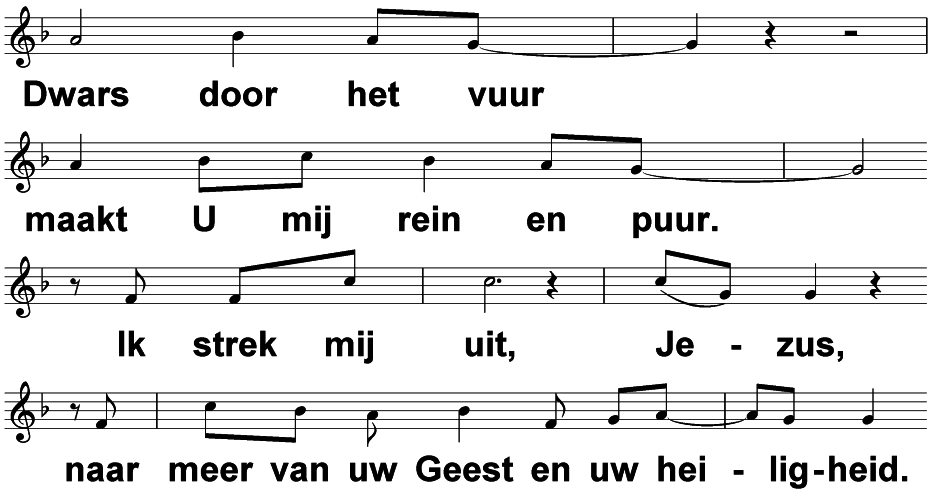 Dwars door het vuur
maakt U mij rein en puur.
Ik strek mij uit, Je - zus,
naar meer van uw Geest en uw hei - lig-heid.